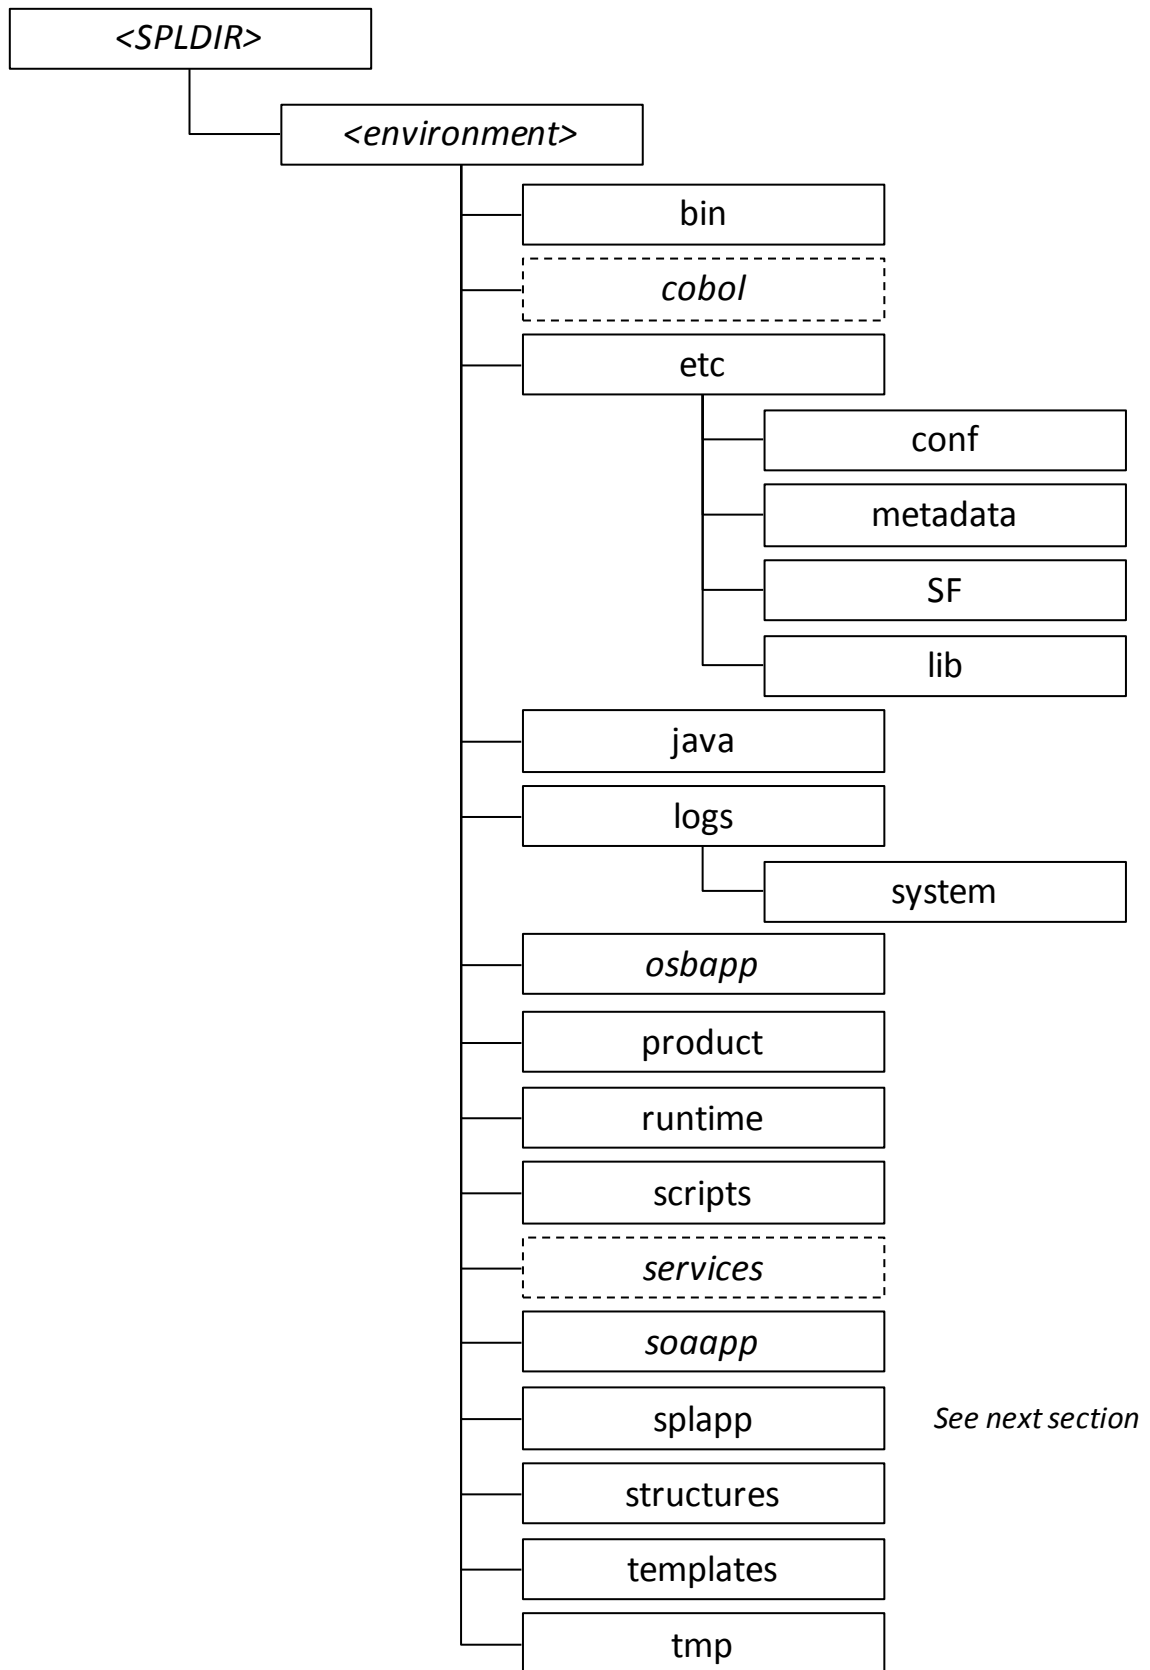 <SPLDIR>
<environment>
bin
cobol
etc
conf
metadata
SF
lib
java
logs
system
osbapp
product
runtime
scripts
services
soaapp
splapp See next section
structures
templates
tmp